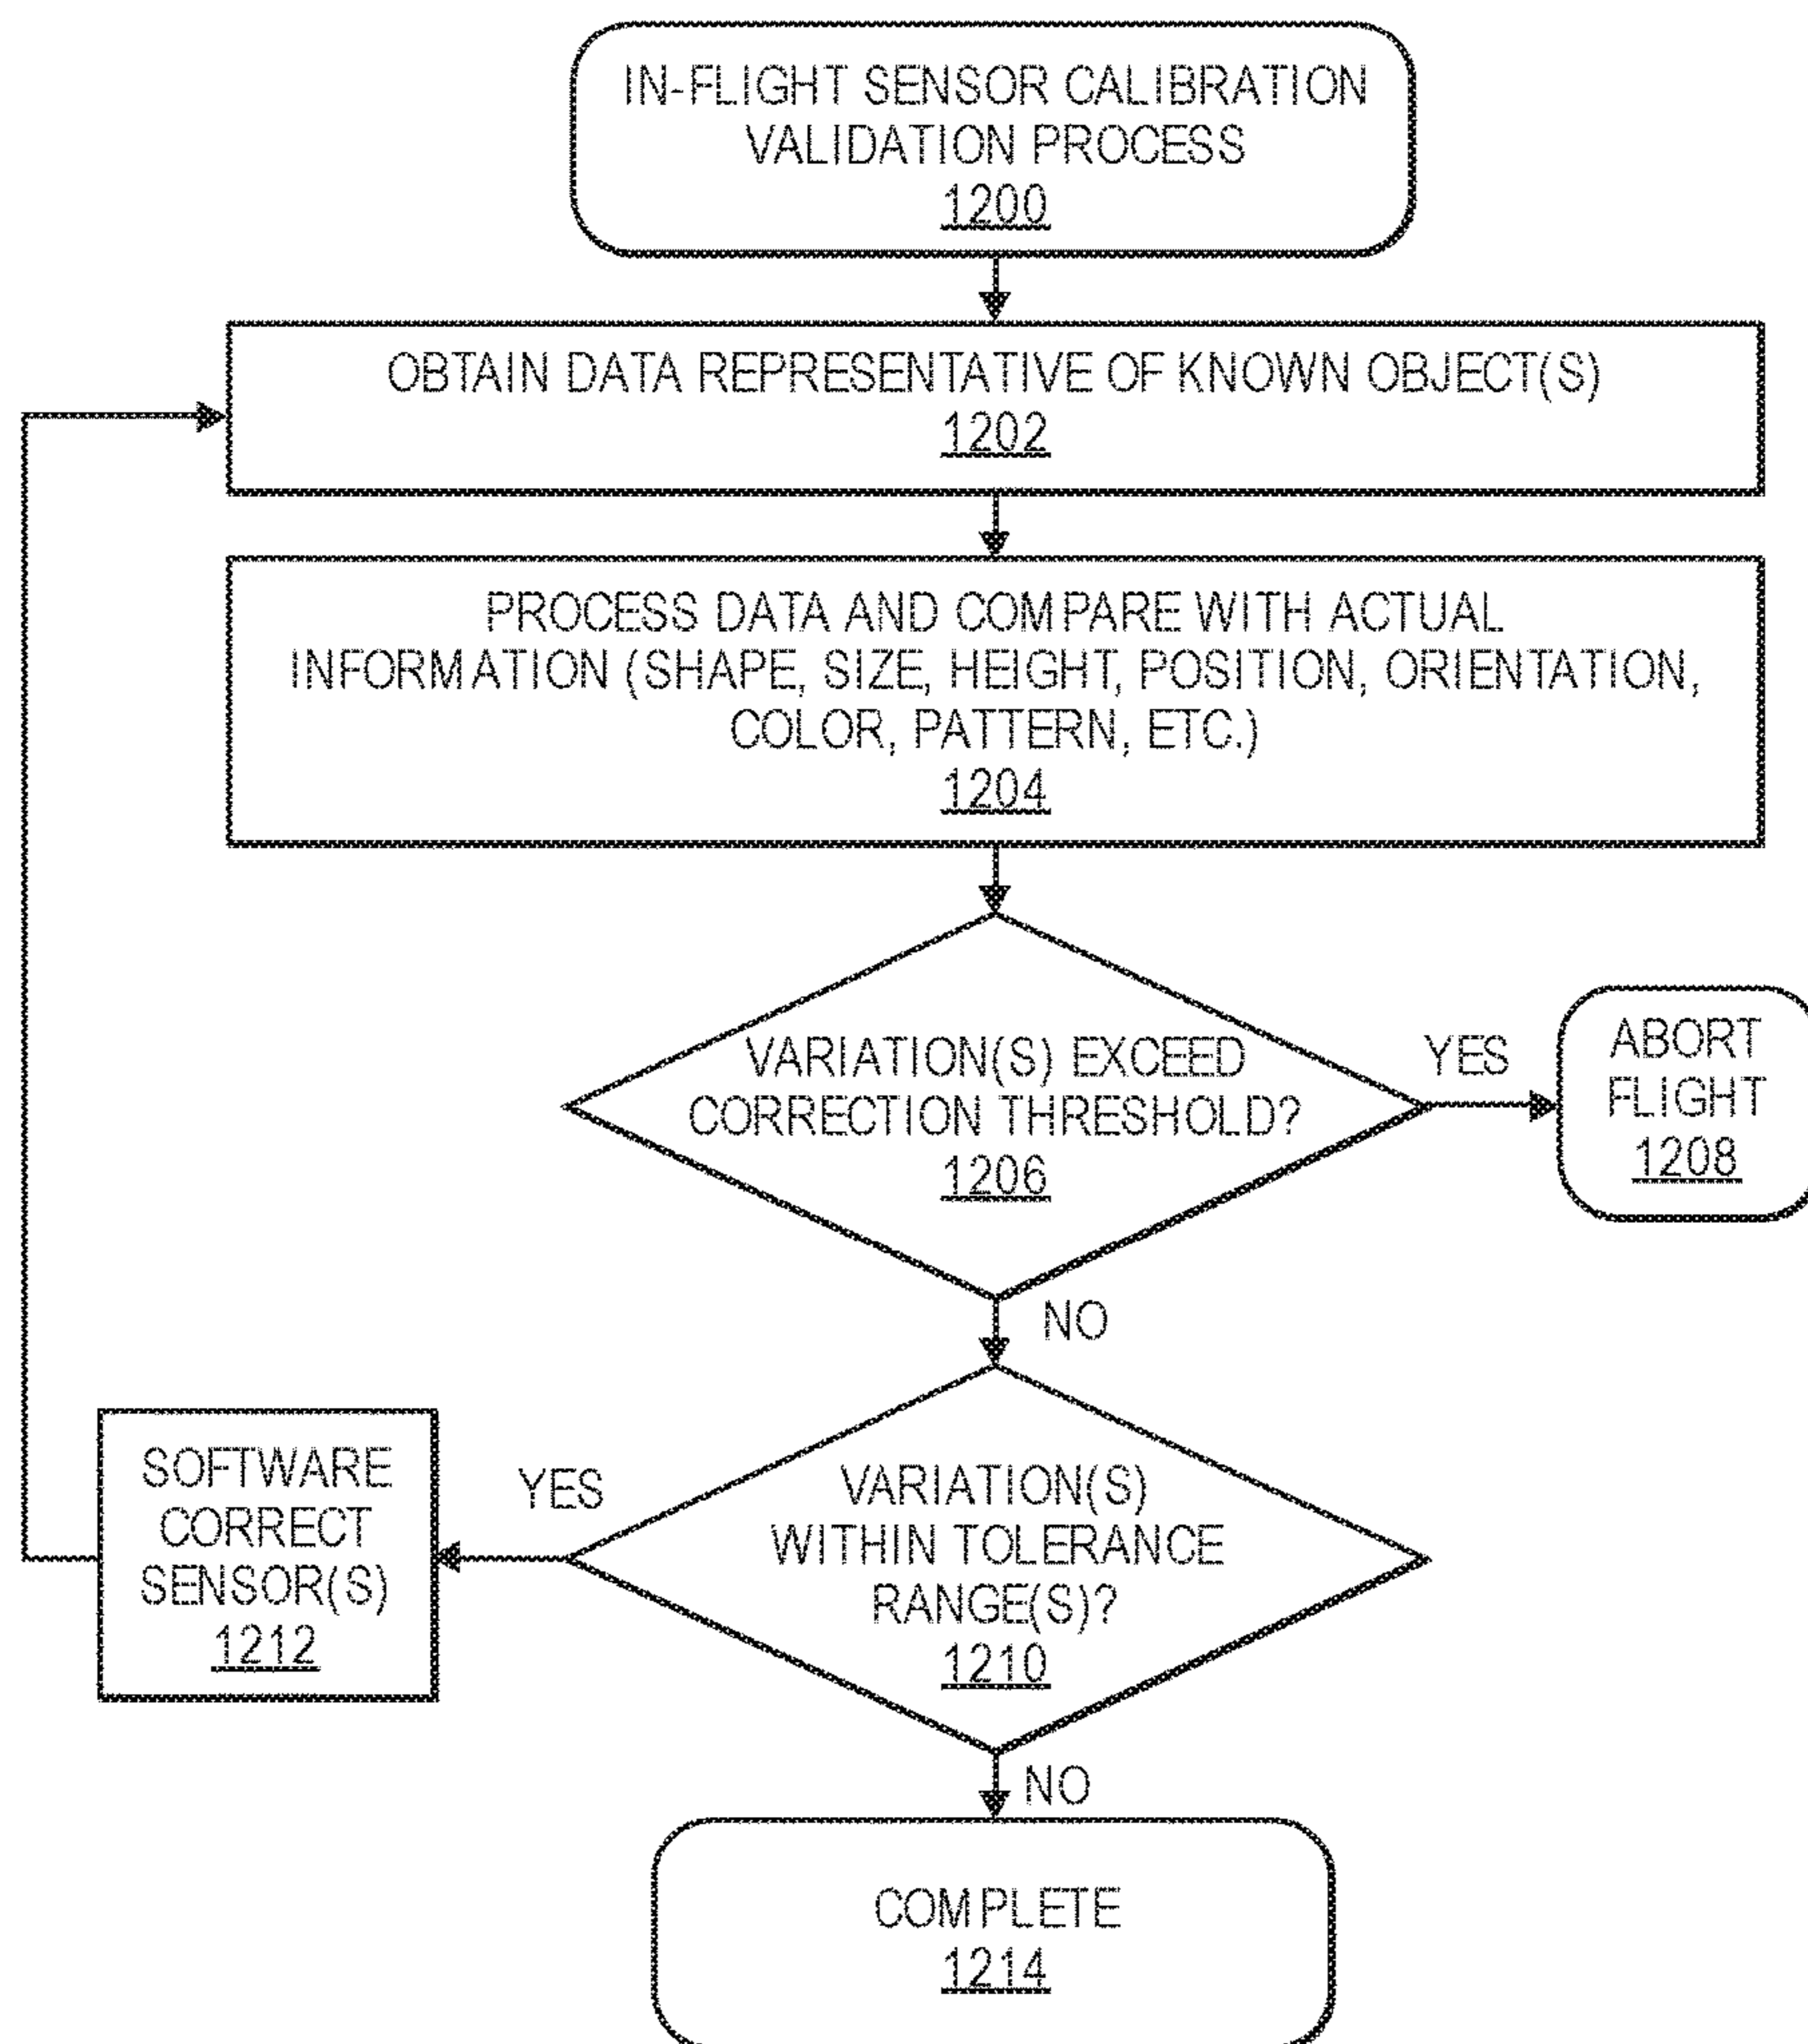 IN-FLIGHT SENSOR CALIBRATION
VALIDATION PROCESS
1200
OBTAIN DATA REPRESENTATIVE OF KNOWN OBJECT(S)
1202
PROCESS DATA AND COMPARE WITH ACTUAL
INFORMATION (SHAPE, SIZE, HEIGHT, POSITION, ORIENTATION,
COLOR, PATTERN, ETC.)
1204
VARIATION(S) EXCEED
CORRECTION THRESHOLD?
1206
YES
ABORT
FLIGHT
1208
NO
VARIATION(S)
WITHIN TOLERANCE
RANGE(S)?
1210
YES
SOFTWARE
CORRECT
SENSOR(S)
1212
NO
COMPLETE
1214